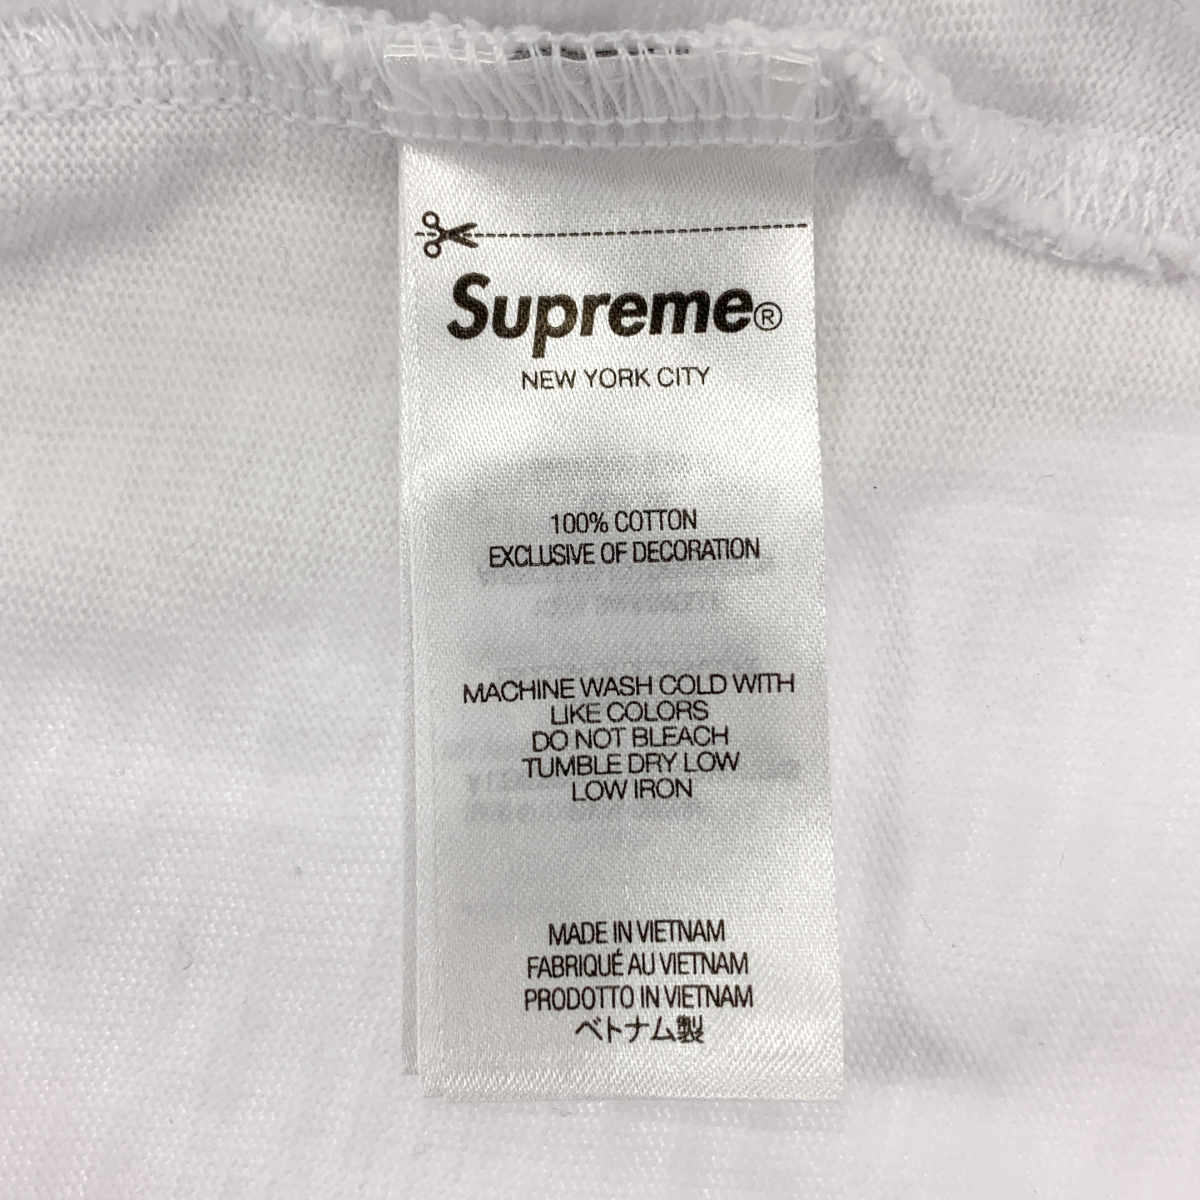 Supreme®
NEW YORK CITY
100% COTTON
EXCLUSIVE OF DECORATION
MACHINE WASH COLD WITH
LIKE COLORS
DO NOT BLEACH
TUMBLE DRY LOW
LOW IRON
MADE IN VIETNAM
FABRIQUÉ AU VIETNAM
PRODOTTO IN VIETNAM
ベトナム製